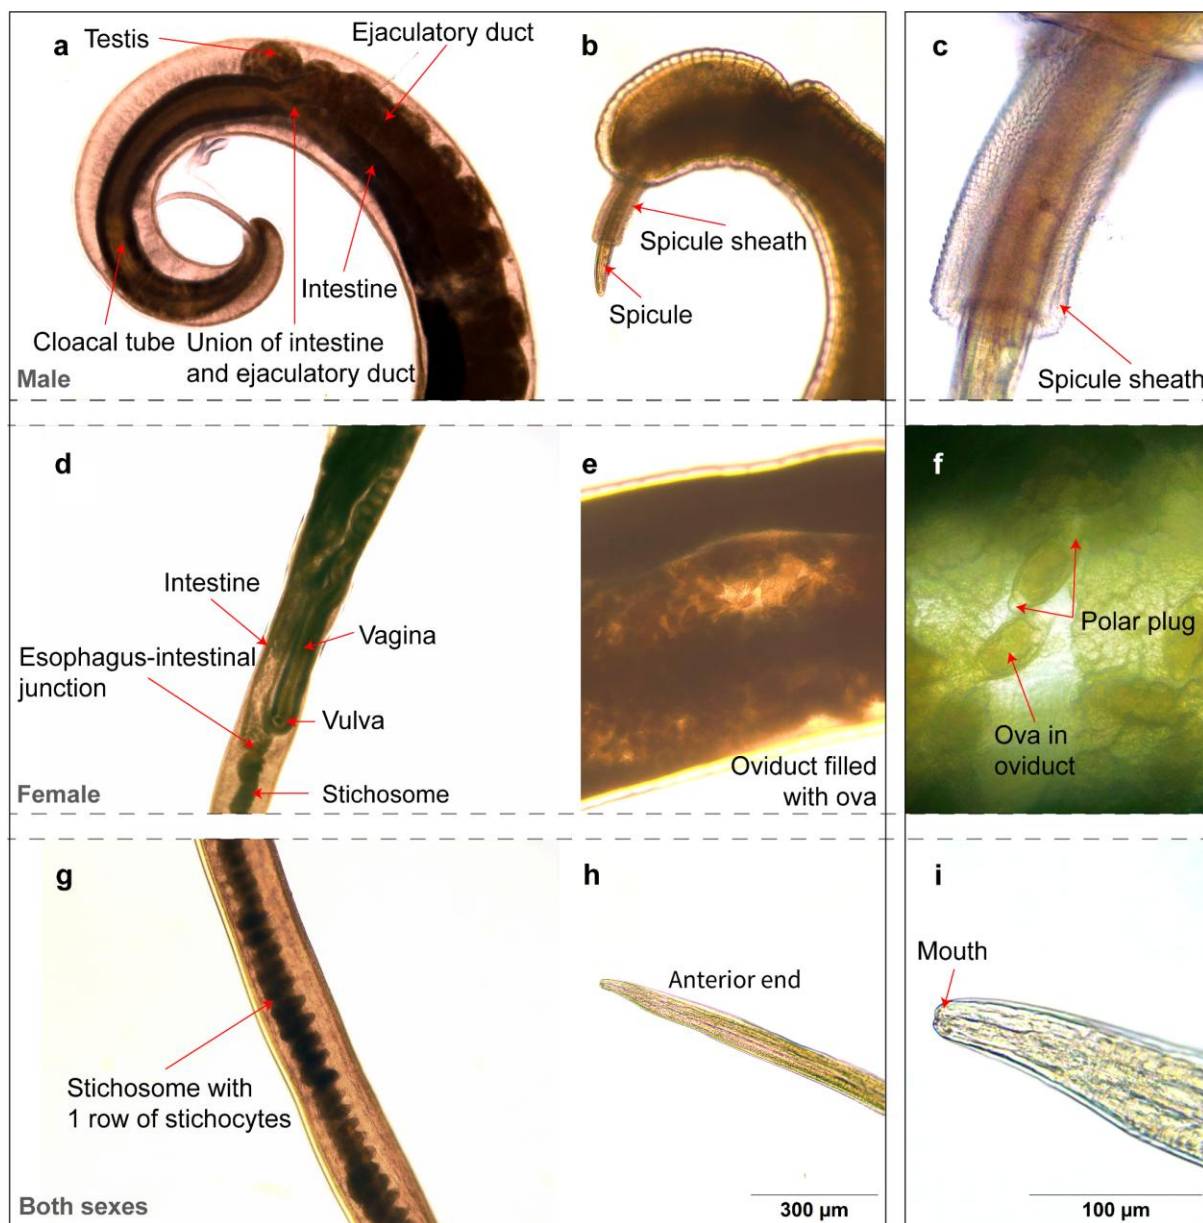 a
Testis
Ejaculatory duct
Intestine
Cloacal tube
Union of intestine
and ejaculatory duct
Male
b
Spicule sheath
Spicule
c
Spicule sheath
d
Intestine
Vagina
Esophagus-intestinal
junction
Vulva
Stichosome
Female
e
Oviduct filled
with ova
f
Polar plug
Ova in
oviduct
g
Stichosome with
1 row of stichocytes
Both sexes
h
Anterior end
300 µm
i
Mouth
100 µm